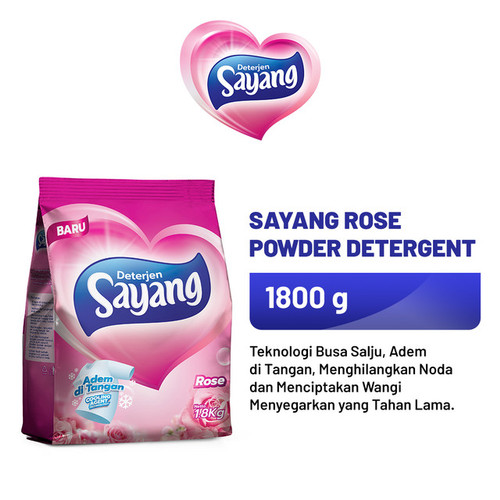 Deterjen
Sayang
BARU
Deterjen
Sayang
Adem
di Tangan
COOLING
AGENT
Rose
1.8Kg
SAYANG ROSE
POWDER DETERGENT
1800 g
Teknologi Busa Salju, Adem
di Tangan, Menghilangkan Noda
dan Menciptakan Wangi
Menyegarkan yang Tahan Lama.